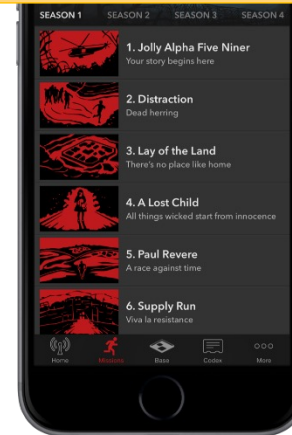 SEASON 1 SEASON 2 SEASON 3 SEASON 4
1. Jolly Alpha Five Niner
Your story begins here
2. Distraction
Dead herring
3. Lay of the Land
There's no place like home
4. A Lost Child
All things wicked start from innocence
5. Paul Revere
A race against time
6. Supply Run
Viva la resistance
Home Missions Base Codex More